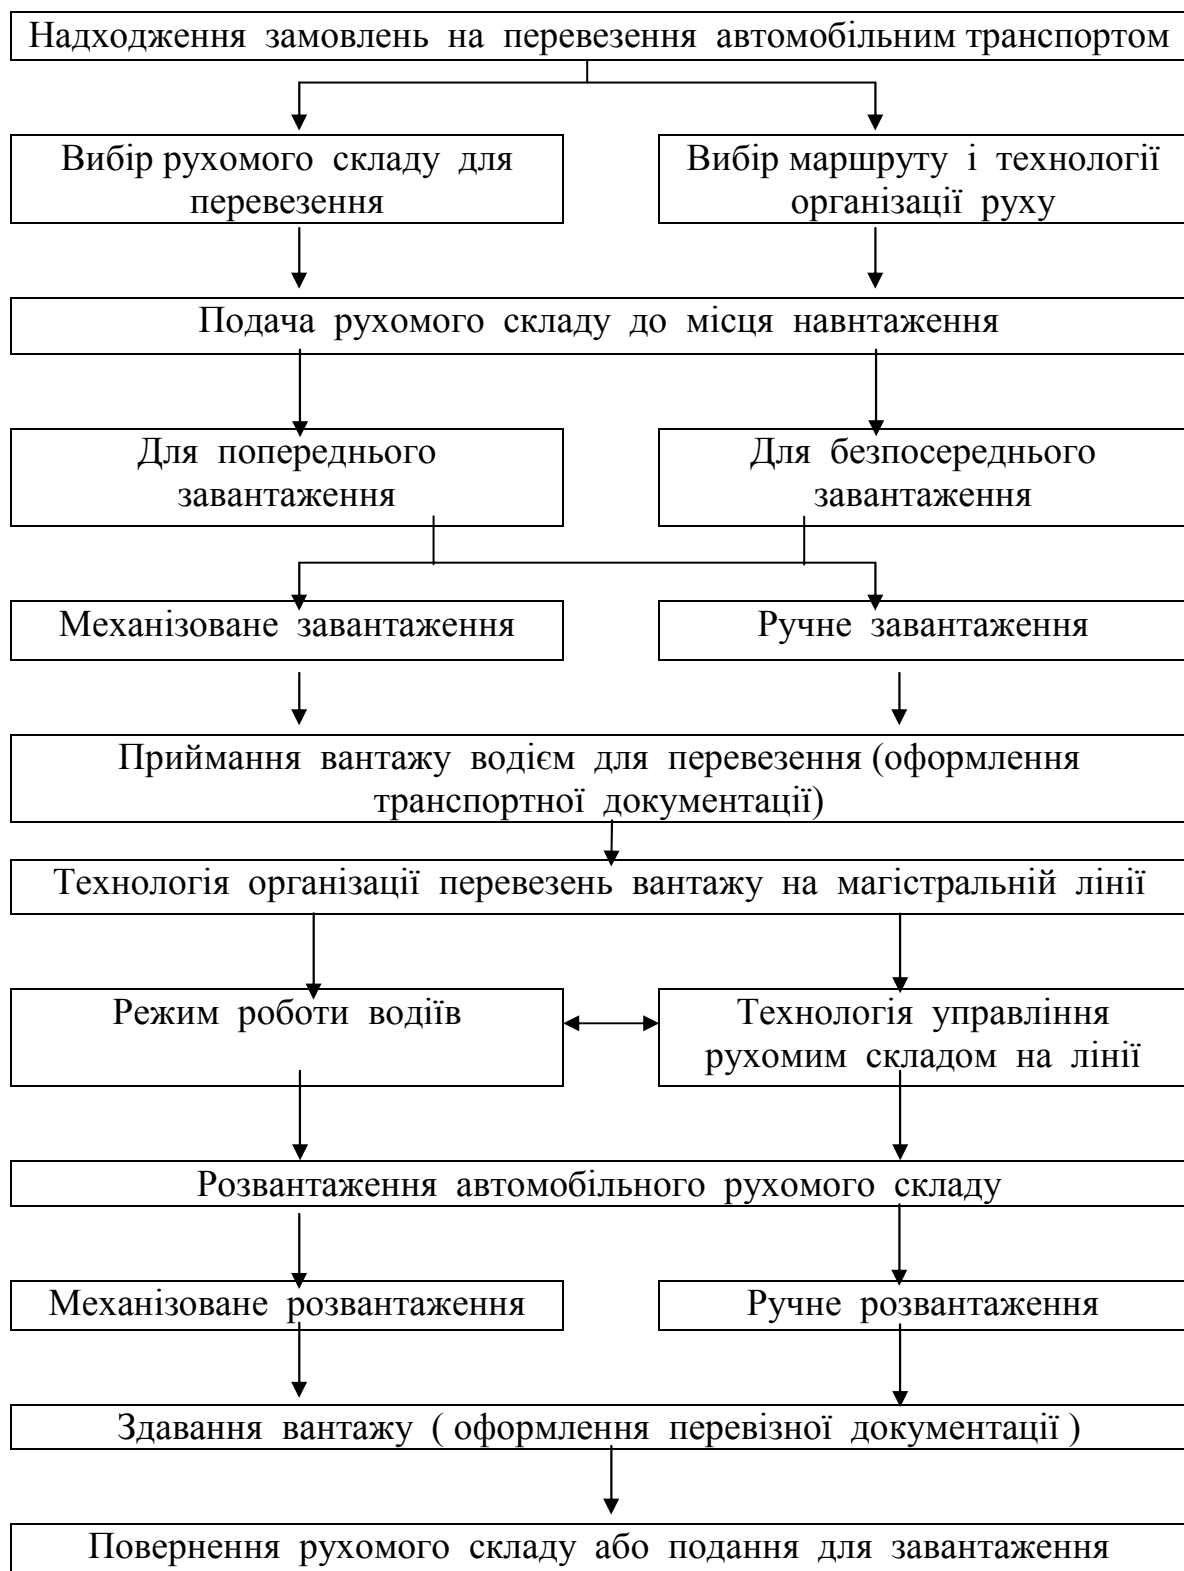 Надходження замовлень на перевезення автомобільним транспортом
Вибір рухомого складу для
перевезення
Вибір маршруту і технології
організації руху
Подача рухомого складу до місця навнтаження
Для попереднього
завантаження
Для безпосереднього
завантаження
Механізоване завантаження
Ручне завантаження
Приймання вантажу водієм для перевезення (оформлення
транспортної документації)
Технологія організації перевезень вантажу на магістральній лінії
Режим роботи водіїв
Технологія управління
рухомим складом на лінії
Розвантаження автомобільного рухомого складу
Механізоване розвантаження
Ручне розвантаження
Здавання вантажу ( оформлення перевізної документації )
Повернення рухомого складу або подання для завантаження